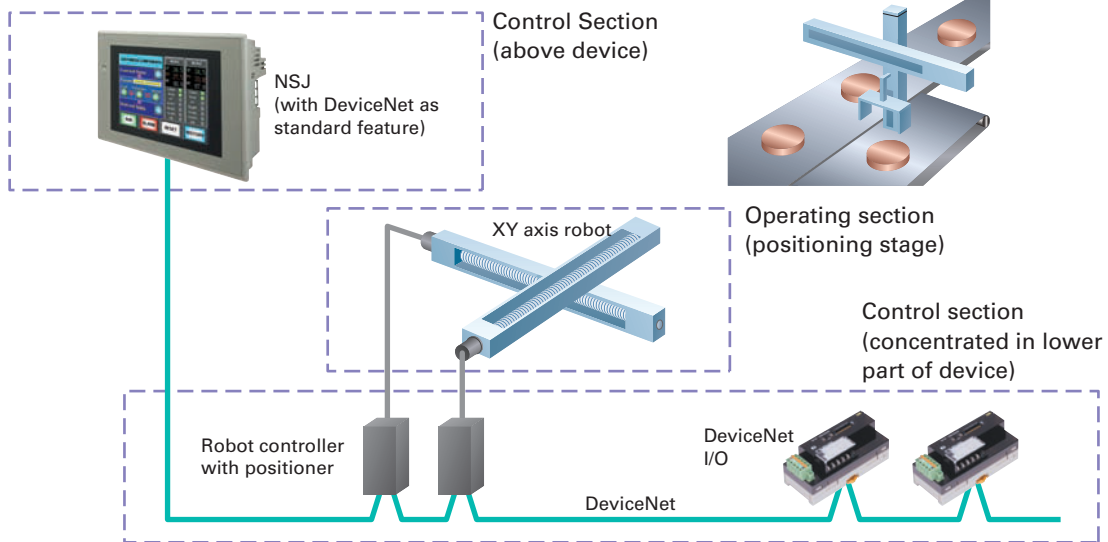 Control Section
(above device)
NSJ
(with DeviceNet as
standard feature)
XY axis robot
Operating section
(positioning stage)
Control section
(concentrated in lower
part of device)
Robot controller
with positioner
DeviceNet
I/O
DeviceNet